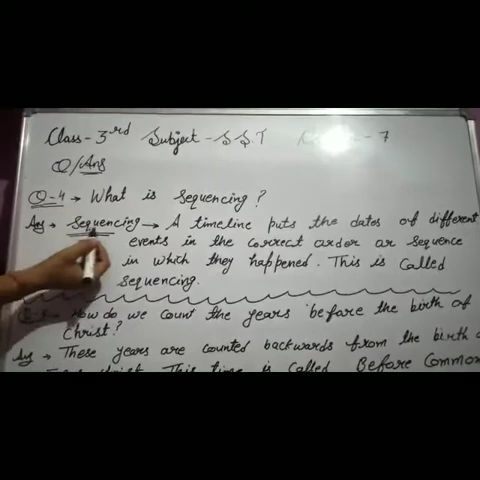 Class - 3rd Subject - S.S.T - 7
Q/Ans
Q-4 → What is Sequencing?
Ans → Sequencing → A timeline puts the dates of different
events in the correct order or sequence
in which they happened. This is called
sequencing.
How do we count the years before the birth of
Christ?
Ans → These years are counted backwards from the birth
This time is called Before Common